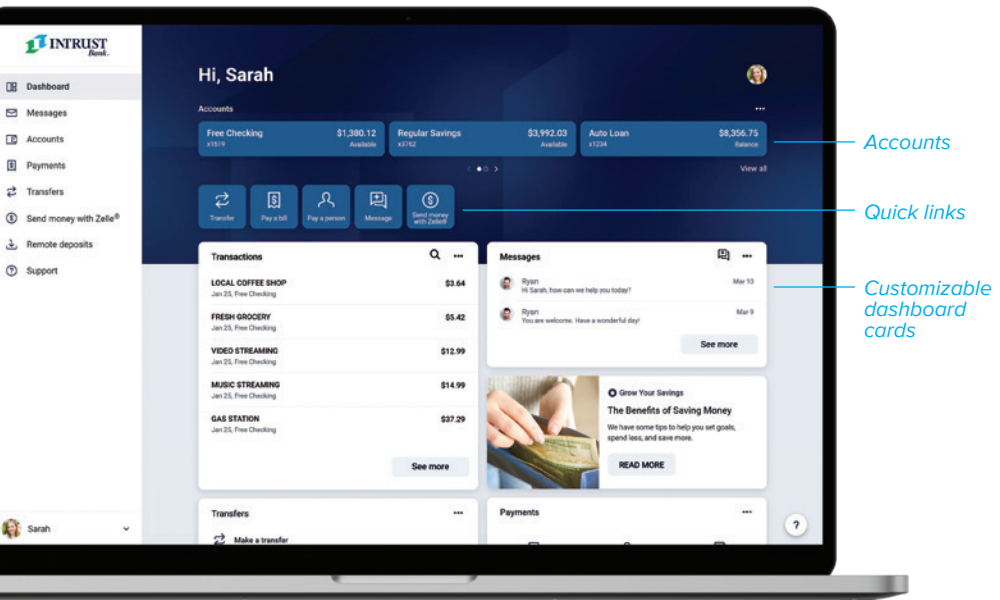 INTRUST
Bank.
Dashboard
Messages
Accounts
Payments
Transfers
Send money with Zelle®
Remote deposits
Support
Sarah
Hi, Sarah
Accounts
Free Checking
x1619
$1,380.12
Available
Regular Savings
x3762
$3,992.03
Available
Auto Loan
x1234
$8,356.75
Balance
View all
Transfer
Pay a bill
Pay a person
Message
Send money
with Zelle®
Transactions
LOCAL COFFEE SHOP
$3.64
Jan 25, Free Checking
FRESH GROCERY
$5.42
Jan 25, Free Checking
VIDEO STREAMING
$12.99
Jan 25, Free Checking
MUSIC STREAMING
$14.99
Jan 25, Free Checking
GAS STATION
$37.29
Jan 25, Free Checking
See more
Messages
Ryan
Mar 13
Hi Sarah, how can we help you today?
Ryan
Mar 9
You are welcome. Have a wonderful day!
See more
Grow Your Savings
The Benefits of Saving Money
We have some tips to help you set goals,
spend less, and save more.
READ MORE
Transfers
Make a transfer
Payments
?
Accounts
Quick links
Customizable
dashboard
cards